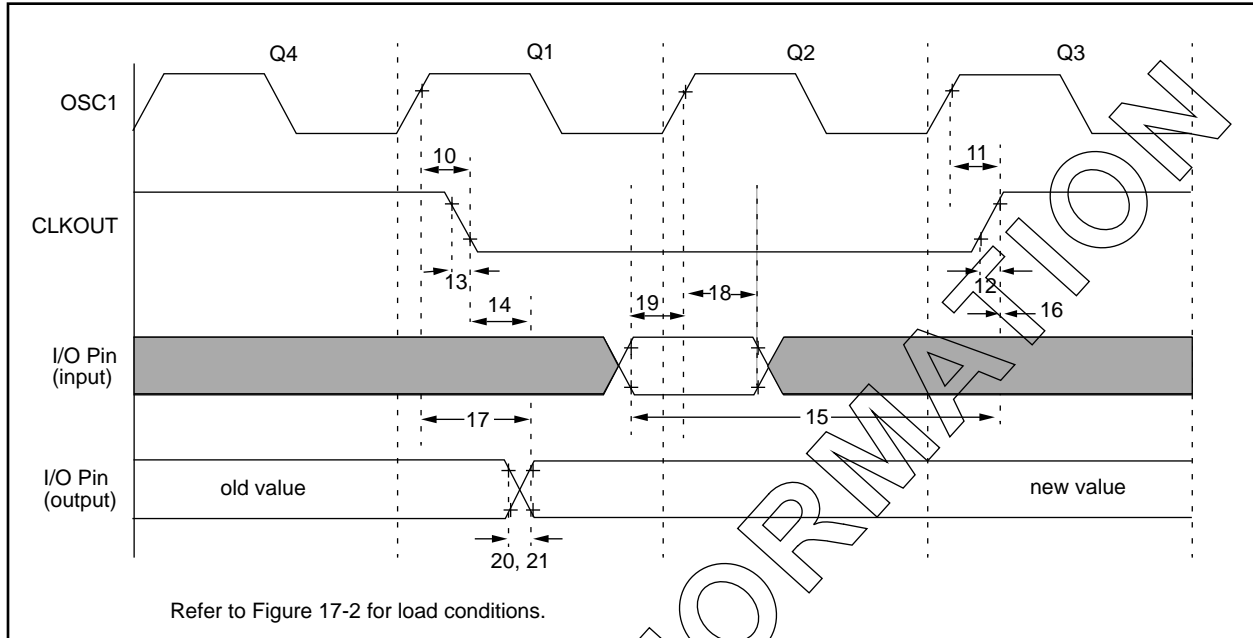 Q4 Q1 Q2 Q3
OSC1
10 11
CLKOUT
13 12
14 19 18 16
I/O Pin
(input)
17 15
I/O Pin
(output)
old value new value
20, 21
Refer to Figure 17-2 for load conditions.
ORMATION